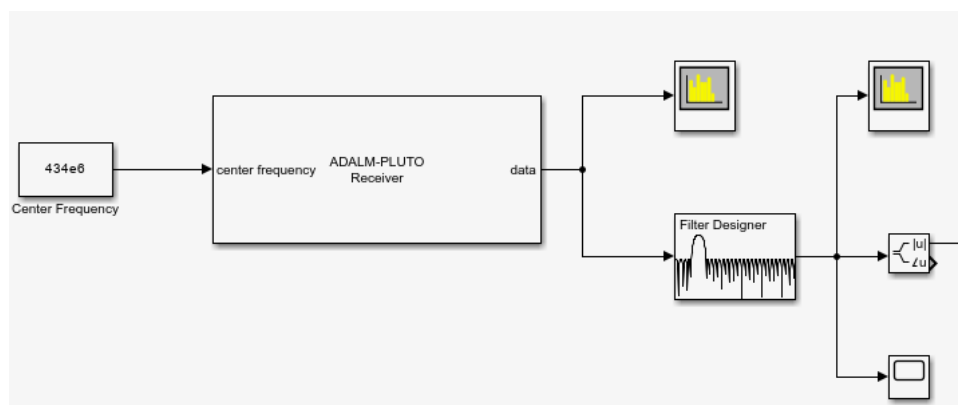 434e6
Center Frequency
center frequency
ADALM-PLUTO
Receiver
data
Filter Designer
|u|
∠u